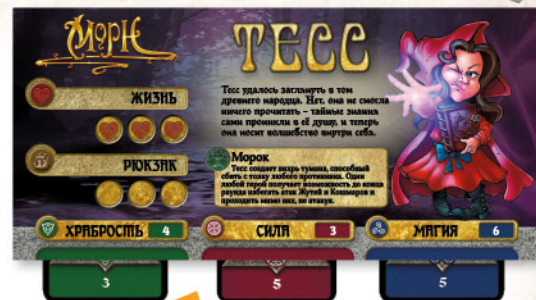 Морн
ТЕСС
Тесс удалось заглянуть в том
древнего народца. Нет, она не смогла
ничего прочитать – тайные знания
сами проникли в её душу, и теперь
она носит волшебство внутри себя.
ЖИЗНЬ
Морок
Тесс создает вихрь тумана, способный
сбить с толку любого противника. Один
любой герой получает возможность до конца
раунда избегать атак Жутей и Кошмаров и
проходить мимо них, не атакуя.
РЮКЗАК
ХРАБРОСТЬ 4
СИЛА 3
МАГИЯ 6
3
5
5